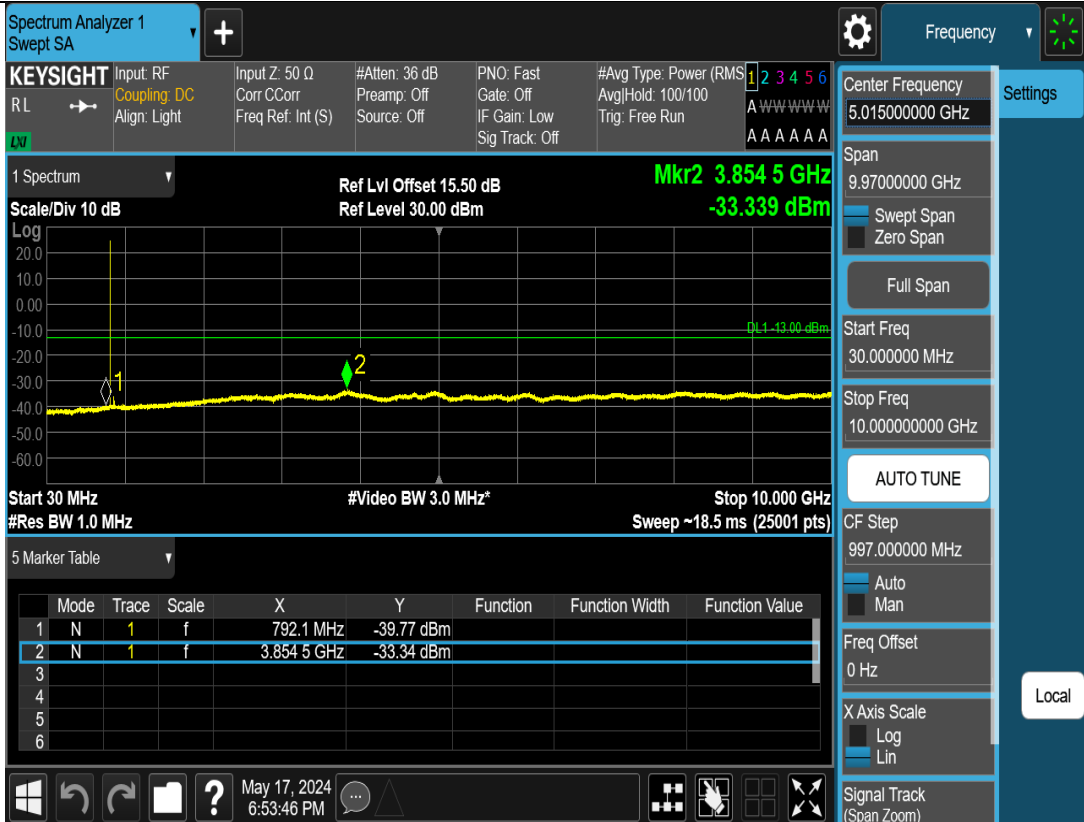 Spectrum Analyzer 1
Swept SA
+
Frequency
KEYSIGHT
RL
LXI
Input: RF
Coupling: DC
Align: Light
Input Z: 50 Ω
Corr CCorr
Freq Ref: Int (S)
#Atten: 36 dB
Preamp: Off
Source: Off
PNO: Fast
Gate: Off
IF Gain: Low
Sig Track: Off
#Avg Type: Power (RMS
Avg|Hold: 100/100
Trig: Free Run
1 2 3 4 5 6
A W W W W W
A A A A A A
1 Spectrum
Scale/Div 10 dB
Log
Ref Lvl Offset 15.50 dB
Ref Level 30.00 dBm
Mkr2 3.854 5 GHz
-33.339 dBm
20.0
10.0
0.00
-10.0
-20.0
-30.0
-40.0
-50.0
-60.0
DL1 -13.00 dBm
1
2
Start 30 MHz
#Video BW 3.0 MHz*
Stop 10.000 GHz
#Res BW 1.0 MHz
Sweep ~18.5 ms (25001 pts)
5 Marker Table
Mode Trace Scale X Y Function Function Width Function Value
1 N 1 f 792.1 MHz -39.77 dBm
2 N 1 f 3.854 5 GHz -33.34 dBm
3
4
5
6
May 17, 2024
6:53:46 PM
Center Frequency
5.015000000 GHz
Span
9.97000000 GHz
Swept Span
Zero Span
Full Span
Start Freq
30.000000 MHz
Stop Freq
10.000000000 GHz
AUTO TUNE
CF Step
997.000000 MHz
Auto
Man
Freq Offset
0 Hz
X Axis Scale
Log
Lin
Signal Track
(Span Zoom)
Settings
Local